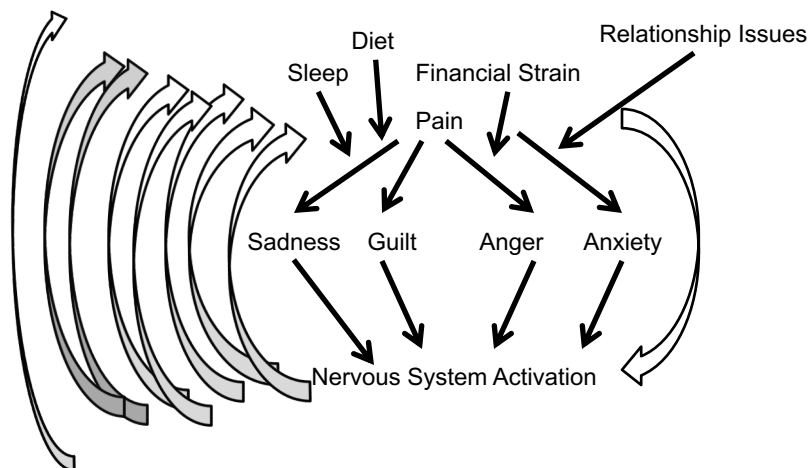 Relationship Issues
Diet
Sleep
Financial Strain
Pain
Sadness
Guilt
Anger
Anxiety
Nervous System Activation